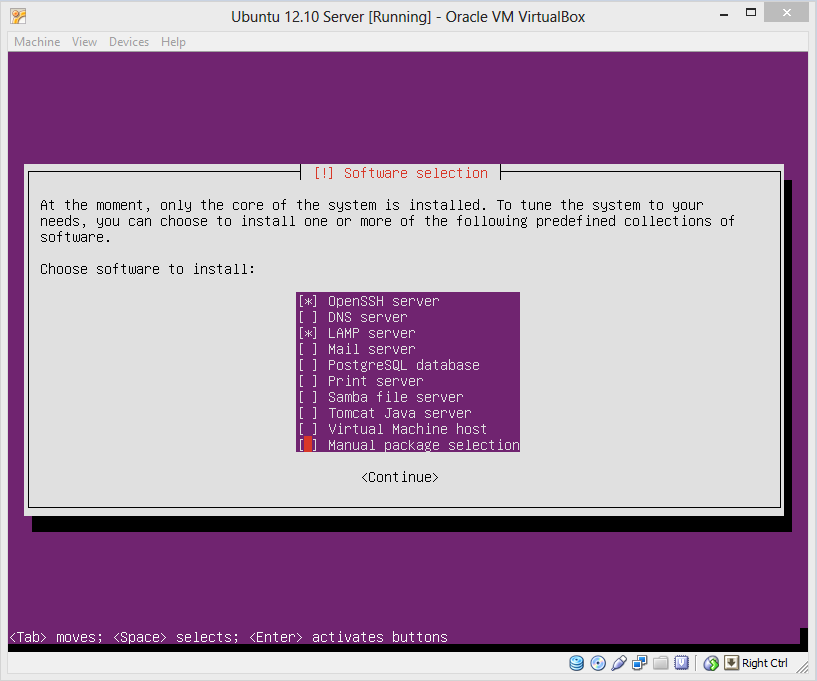 Ubuntu 12.10 Server [Running] - Oracle VM VirtualBox
Machine View Devices Help
[!] Software selection
At the moment, only the core of the system is installed. To tune the system to your
needs, you can choose to install one or more of the following predefined collections of
software.
Choose software to install:
[*] OpenSSH server
[ ] DNS server
[*] LAMP server
[ ] Mail server
[ ] PostgreSQL database
[ ] Print server
[ ] Samba file server
[ ] Tomcat Java server
[ ] Virtual Machine host
[ ] Manual package selection
<Continue>
<Tab> moves; <Space> selects; <Enter> activates buttons
Right Ctrl